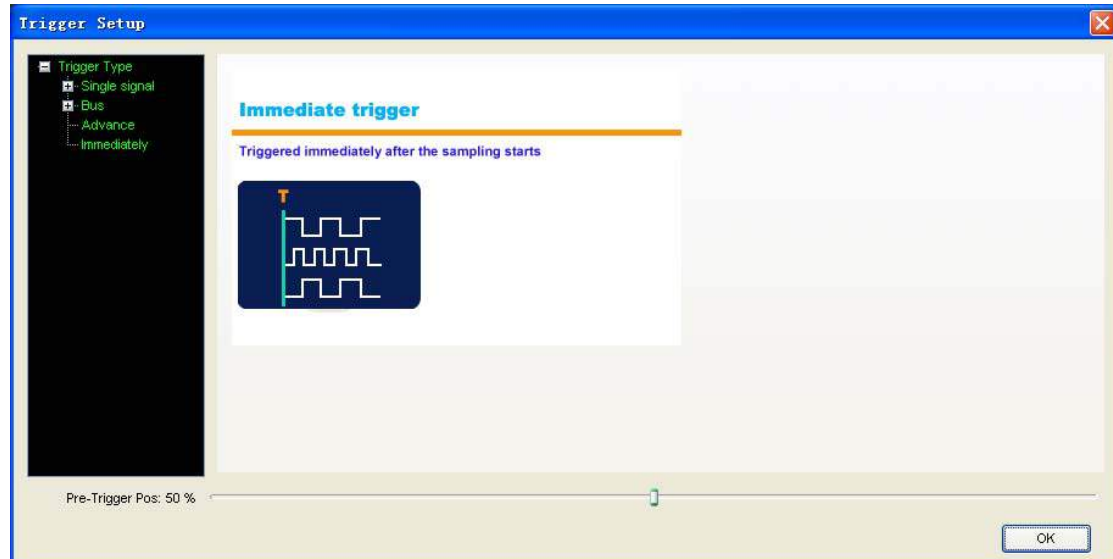 Trigger Setup
Trigger Type
Single signal
Bus
Advance
Immediately
Immediate trigger
Triggered immediately after the sampling starts
T
Pre-Trigger Pos: 50 %
OK